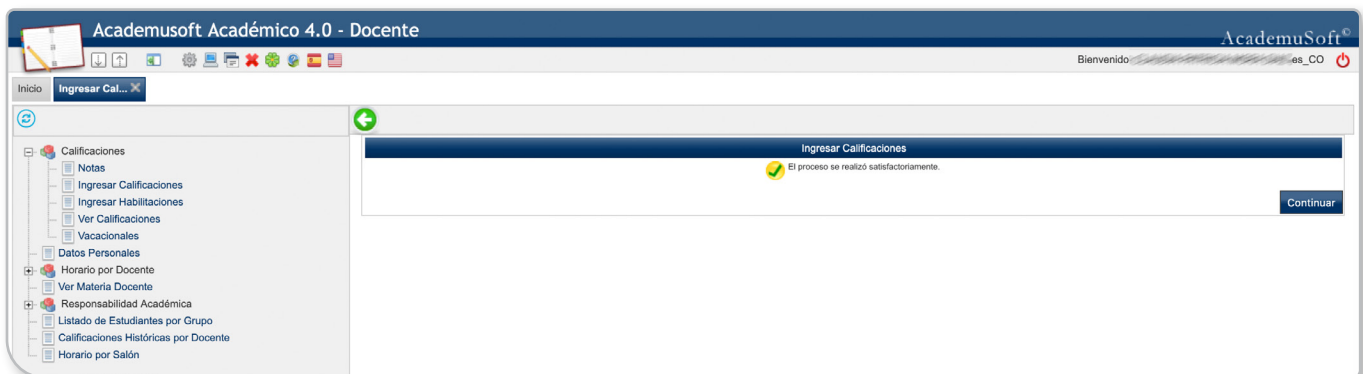 Academusoft Académico 4.0 - Docente
AcademuSoft©
Bienvenido es_CO
Inicio
Ingresar Cal...
Calificaciones
Notas
Ingresar Calificaciones
Ingresar Habilitaciones
Ver Calificaciones
Vacacionales
Datos Personales
Horario por Docente
Ver Materia Docente
Responsabilidad Académica
Listado de Estudiantes por Grupo
Calificaciones Históricas por Docente
Horario por Salón
Ingresar Calificaciones
El proceso se realizó satisfactoriamente.
Continuar